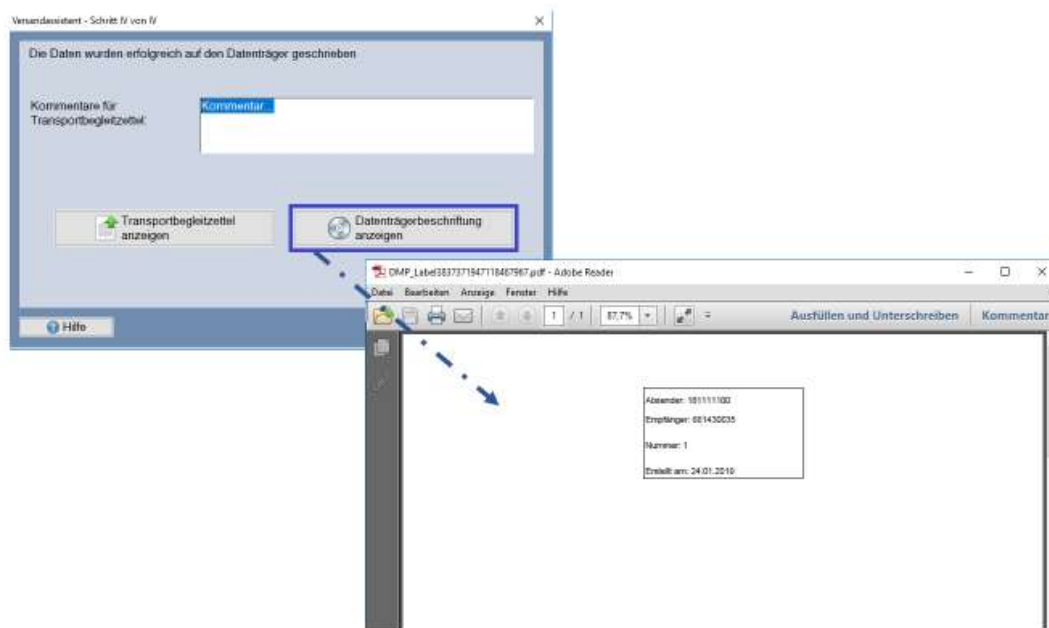 Versandassistent - Schritt IV von IV
Die Daten wurden erfolgreich auf den Datenträger geschrieben
Kommentare für
Transportbegleitzettel:
Kommentar...
Transportbegleitzettel
anzeigen
Datenträgerbeschriftung
anzeigen
Hilfe
DMP_Label3837371947118467967.pdf - Adobe Reader
Datei Bearbeiten Anzeige Fenster Hilfe
1 / 1 87,7% Ausfüllen und Unterschreiben Kommentar
Absender: 181111100
Empfänger: 661430035
Nummer: 1
Erstellt am: 24.01.2019